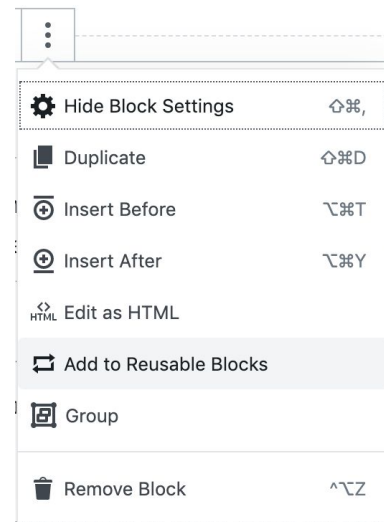 Hide Block Settings ⇧⌘,
Duplicate ⇧⌘D
Insert Before ⌥⌘T
Insert After ⌥⌘Y
HTML Edit as HTML
Add to Reusable Blocks
Group
Remove Block ^⌥Z